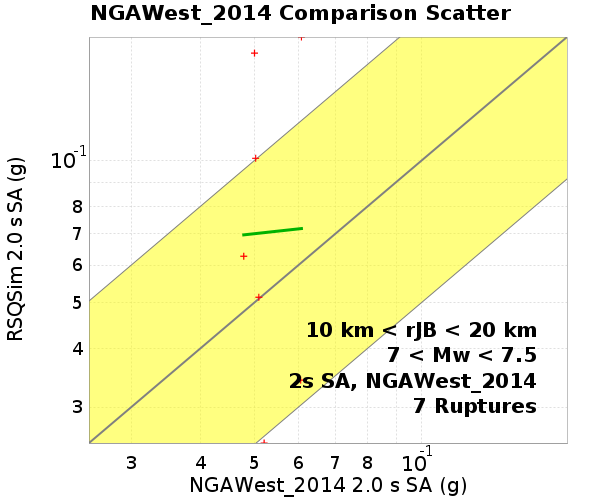 NGAWest_2014 Comparison Scatter
RSQSim 2.0 s SA (g)
10-1
8
7
6
5
4
3
10 km < rJB < 20 km
7 < Mw < 7.5
2s SA, NGAWest_2014
7 Ruptures
3 4 5 6 7 8 10-1
NGAWest_2014 2.0 s SA (g)